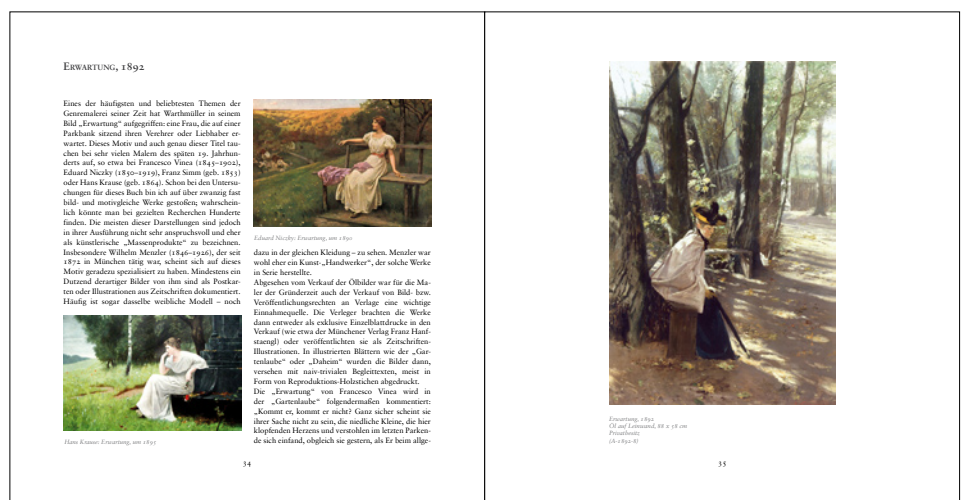 Erwartung, 1892
Eines der häufigsten und beliebtesten Themen der
Genremalerei seiner Zeit hat Warthmüller in seinem
Bild „Erwartung“ aufgegriffen: eine Frau, die auf einer
Parkbank sitzend ihren Verehrer oder Liebhaber er-
wartet. Dieses Motiv und auch genau dieser Titel tau-
chen bei sehr vielen Malern des späten 19. Jahrhun-
derts auf, so etwa bei Francesco Vinea (1845–1902),
Eduard Niczky (1850–1919), Franz Simm (geb. 1853)
oder Hans Krause (geb. 1864). Schon bei den Untersu-
chungen für dieses Buch bin ich auf über zwanzig fast
bild- und motivgleiche Werke gestoßen; wahrschein-
lich könnte man bei gezielten Recherchen Hunderte
finden. Die meisten dieser Darstellungen sind jedoch
in ihrer Ausführung nicht sehr anspruchsvoll und eher
als künstlerische „Massenprodukte“ zu bezeichnen.
Insbesondere Wilhelm Menzler (1846–1926), der seit
1872 in München tätig war, scheint sich auf dieses
Motiv geradezu spezialisiert zu haben. Mindestens ein
Dutzend derartiger Bilder von ihm sind als Postkar-
ten oder Illustrationen aus Zeitschriften dokumentiert.
Häufig ist sogar dasselbe weibliche Modell – noch
Hans Krause: Erwartung, um 1895
Eduard Niczky: Erwartung, um 1890
dazu in der gleichen Kleidung – zu sehen. Menzler war
wohl eher ein Kunst-„Handwerker“, der solche Werke
in Serie herstellte.
Abgesehen vom Verkauf der Ölbilder war für die Ma-
ler der Gründerzeit auch der Verkauf von Bild- bzw.
Veröffentlichungsrechten an Verlage eine wichtige
Einnahmequelle. Die Verleger brachten die Werke
dann entweder als exklusive Einzelblattdrucke in den
Verkauf (wie etwa der Münchener Verlag Franz Hanf-
staengl) oder veröffentlichten sie als Zeitschriften-
Illustrationen. In illustrierten Blättern wie der „Gar-
tenlaube“ oder „Daheim“ wurden die Bilder dann,
versehen mit naiv-trivialen Begleittexten, meist in
Form von Reproduktions-Holzstichen abgedruckt.
Die „Erwartung“ von Francesco Vinea wird in
der „Gartenlaube“ folgendermaßen kommentiert:
„Kommt er, kommt er nicht? Ganz sicher scheint sie
ihrer Sache nicht zu sein, die niedliche Kleine, die hier
klopfenden Herzens und verstohlen im letzten Parken-
de sich einfand, obgleich sie gestern, als Er beim allge-
34
Erwartung, 1892
Öl auf Leinwand, 88 x 58 cm
Privatbesitz
(A-1892-8)
35